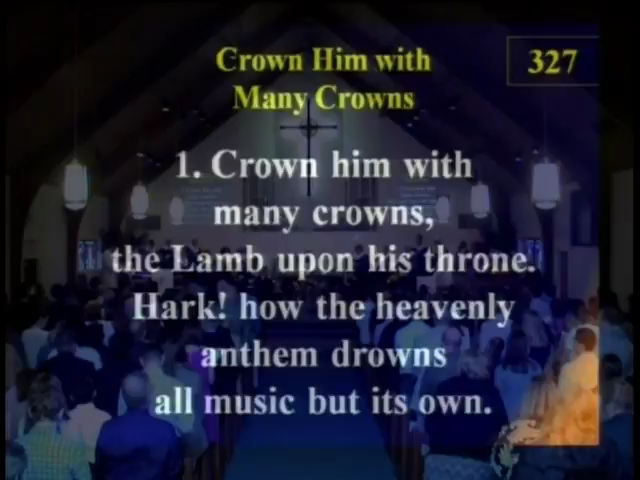 Crown Him with
Many Crowns
327
1. Crown him with
many crowns,
the Lamb upon his throne.
Hark! how the heavenly
anthem drowns
all music but its own.